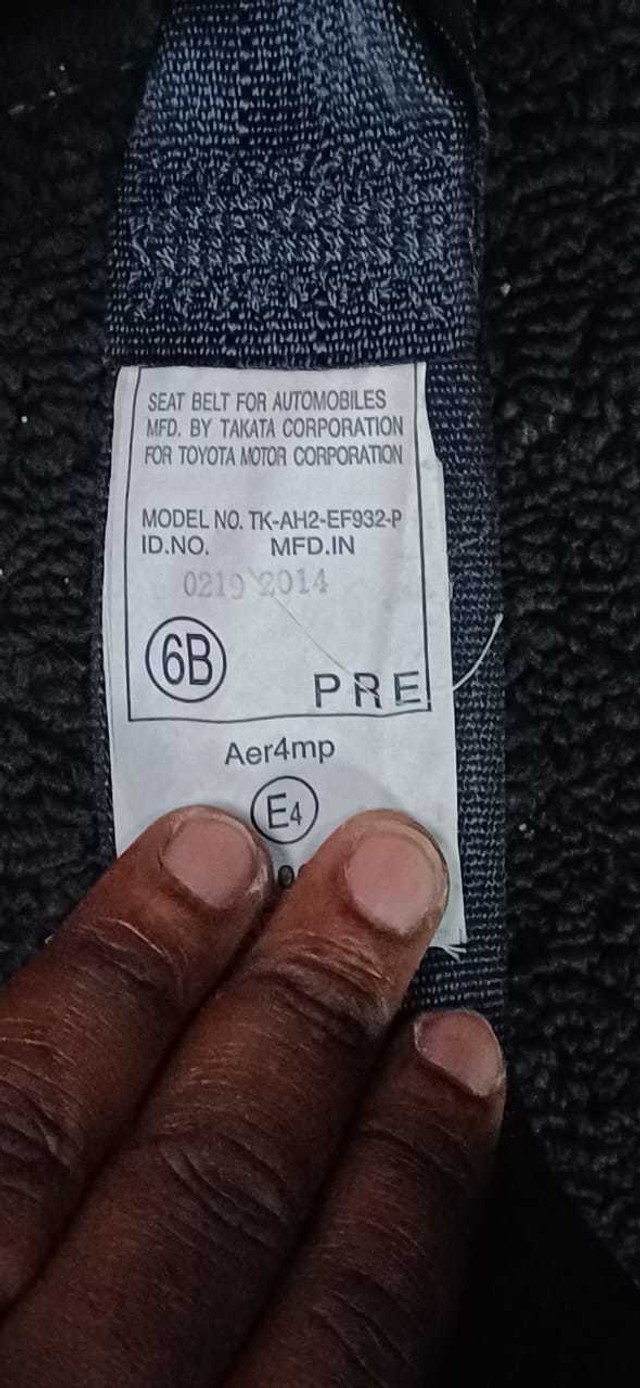 SEAT BELT FOR AUTOMOBILES
MFD. BY TAKATA CORPORATION
FOR TOYOTA MOTOR CORPORATION
MODEL NO. TK-AH2-EF932-P
ID.NO. MFD.IN
0219 2014
6B
PRE
Aer4mp
E4